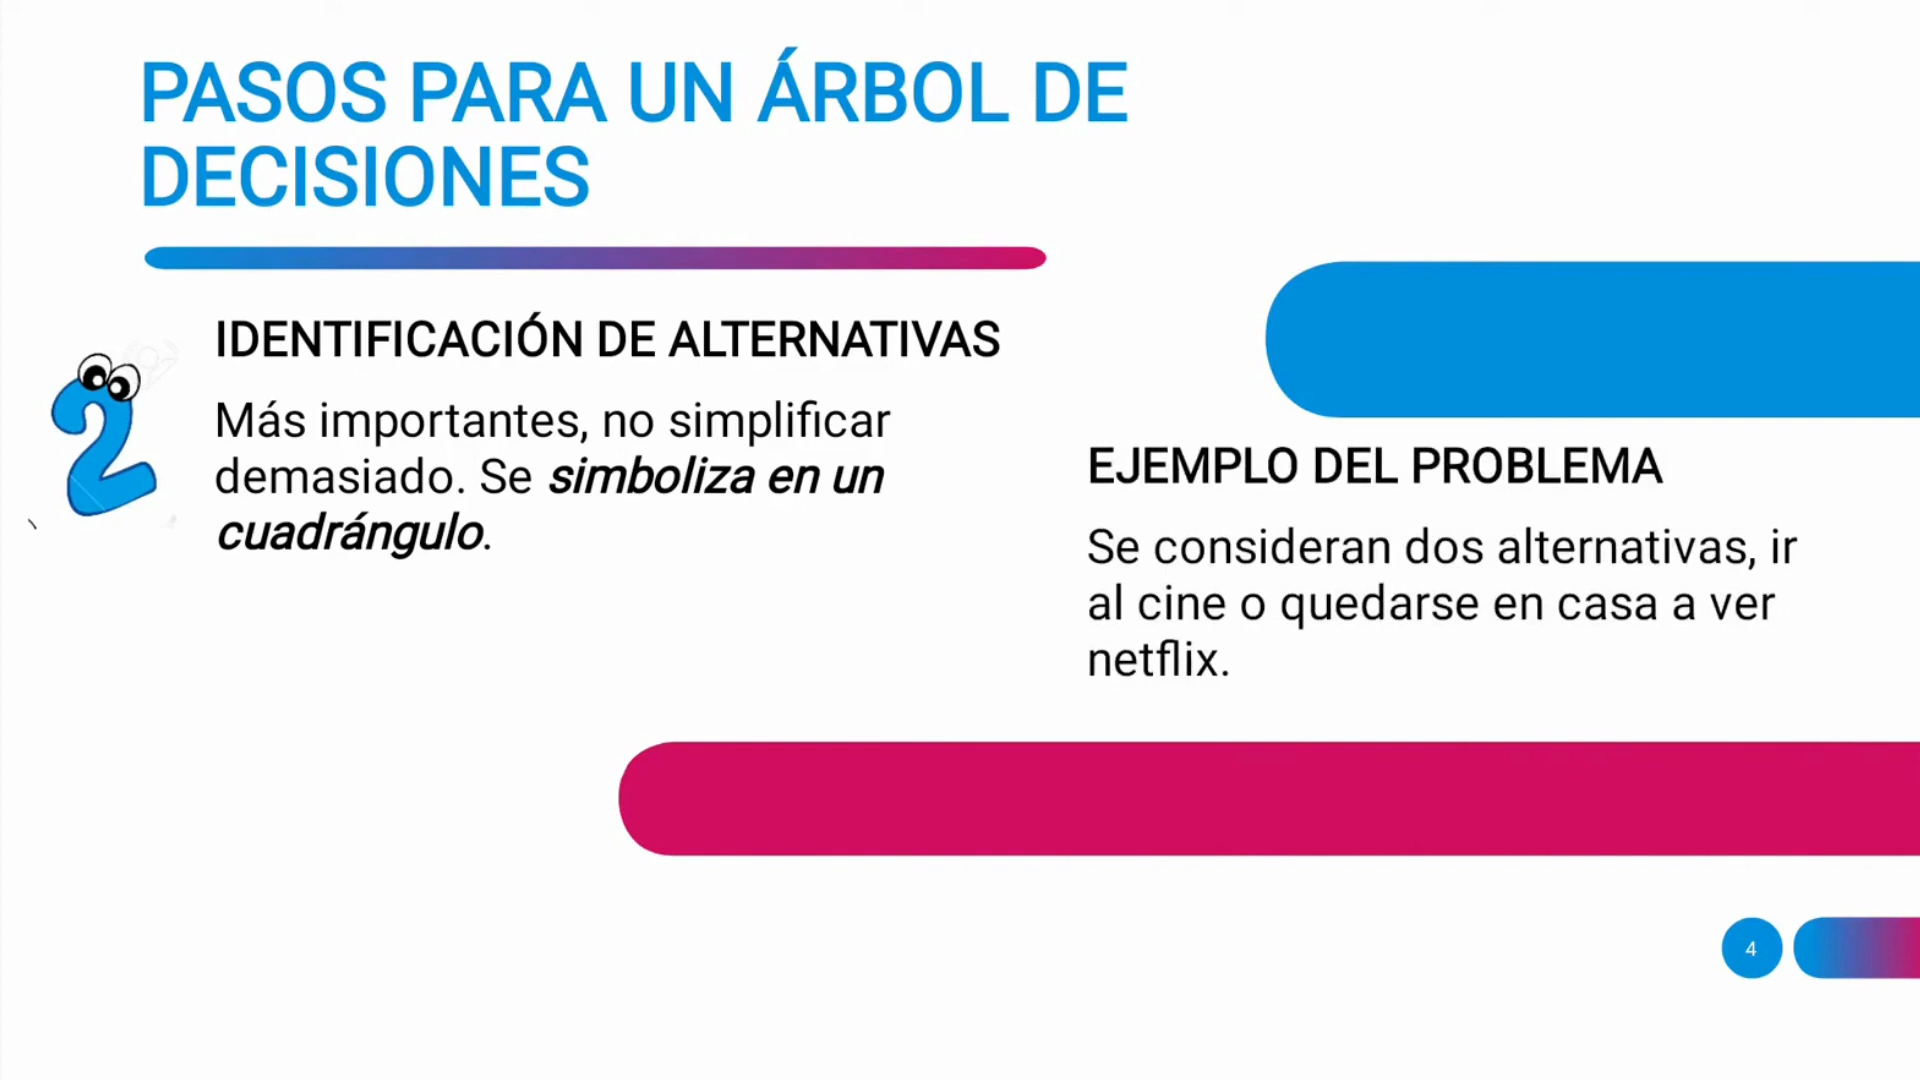 PASOS PARA UN ÁRBOL DE
DECISIONES
IDENTIFICACIÓN DE ALTERNATIVAS
Más importantes, no simplificar
demasiado. Se simboliza en un
cuadrángulo.
EJEMPLO DEL PROBLEMA
Se consideran dos alternativas, ir
al cine o quedarse en casa a ver
netflix.
2
4